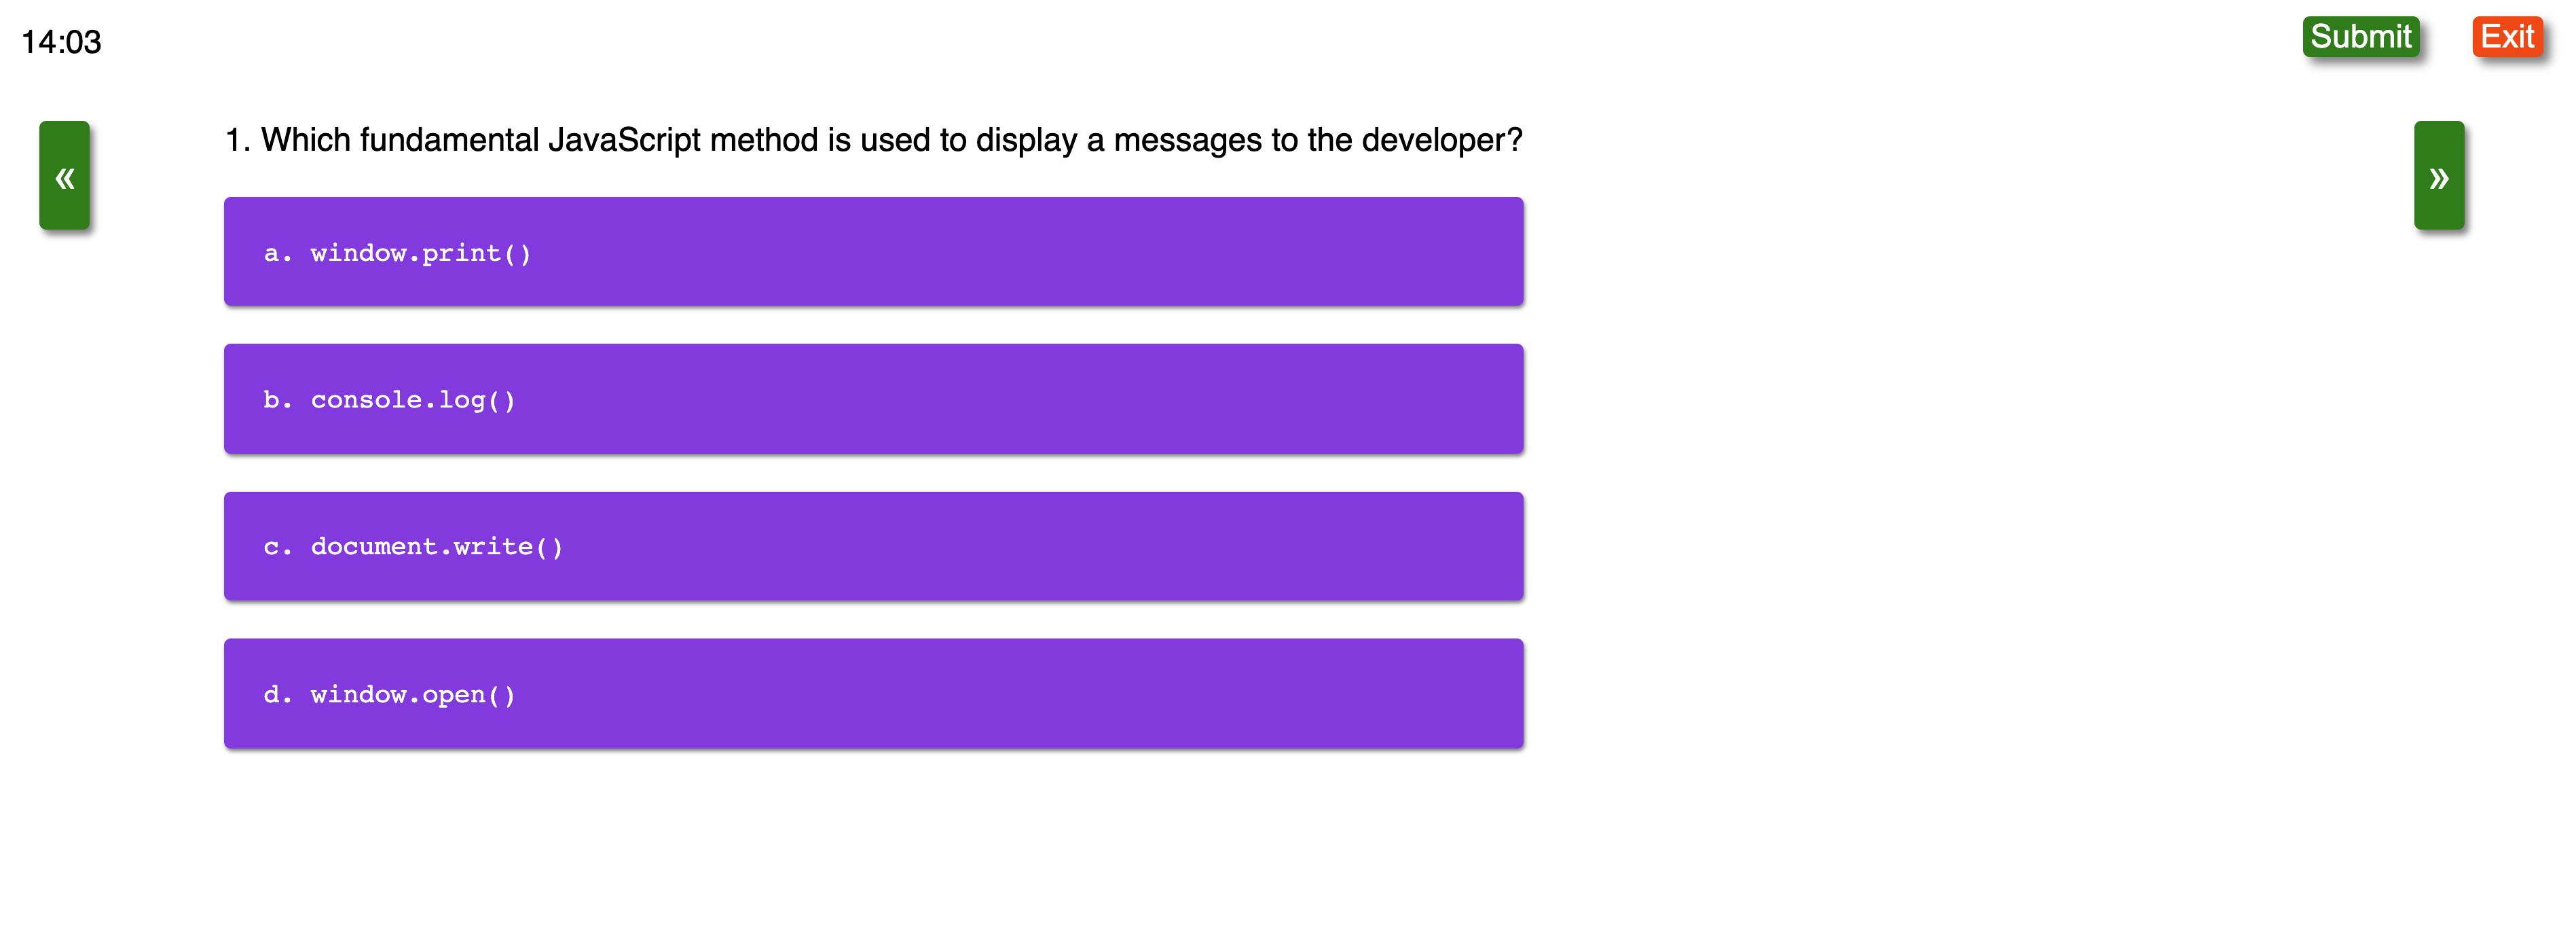 14:03
Submit
Exit
«
1. Which fundamental JavaScript method is used to display a messages to the developer?
»
a. window.print()
b. console.log()
c. document.write()
d. window.open()